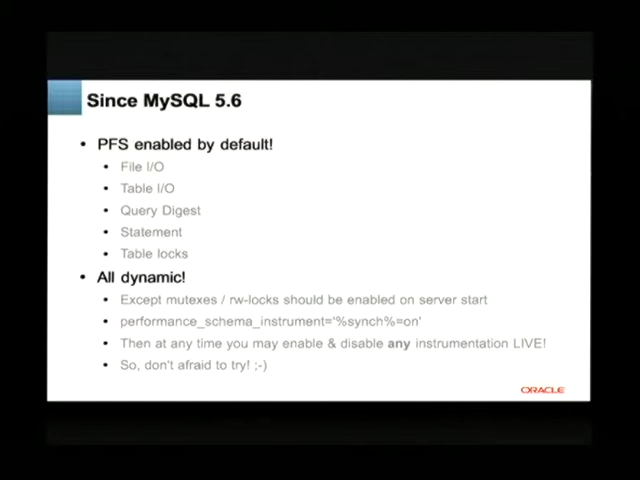 Since MySQL 5.6
• PFS enabled by default!
• File I/O
• Table I/O
• Query Digest
• Statement
• Table locks
• All dynamic!
• Except mutexes / rw-locks should be enabled on server start
• performance_schema_instrument='%synch%=on'
• Then at any time you may enable & disable any instrumentation LIVE!
• So, don't afraid to try! ;-)
ORACLE